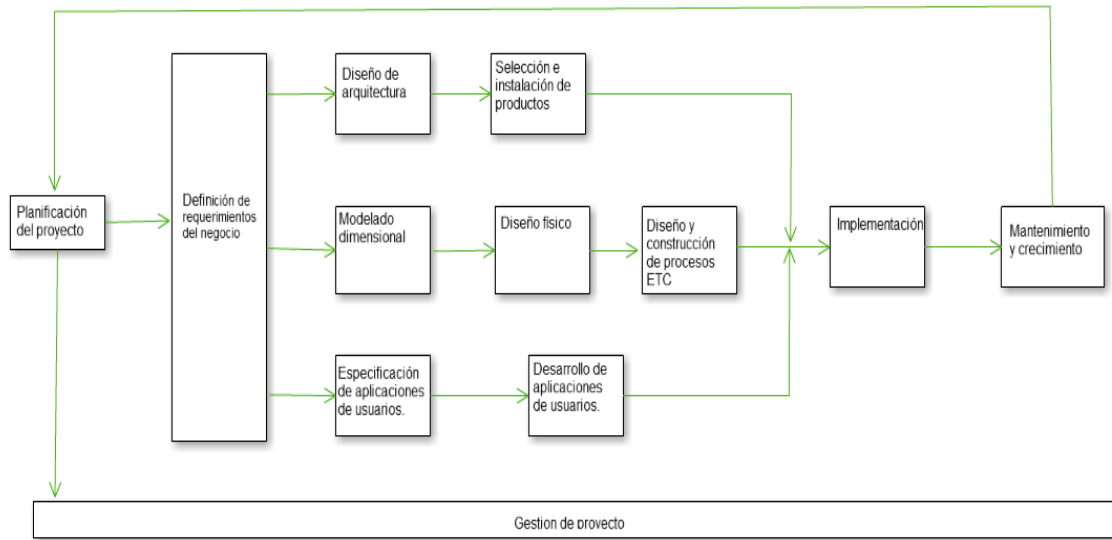 Diseño de
arquitectura
Selección e
instalación de
productos
Planificación
del proyecto
Definición de
requerimientos
del negocio
Modelado
dimensional
Diseño físico
Diseño y
construcción
de procesos
ETC
Implementación
Mantenimiento
y crecimiento
Especificación
de aplicaciones
de usuarios.
Desarrollo de
aplicaciones
de usuarios.
Gestion de proyecto